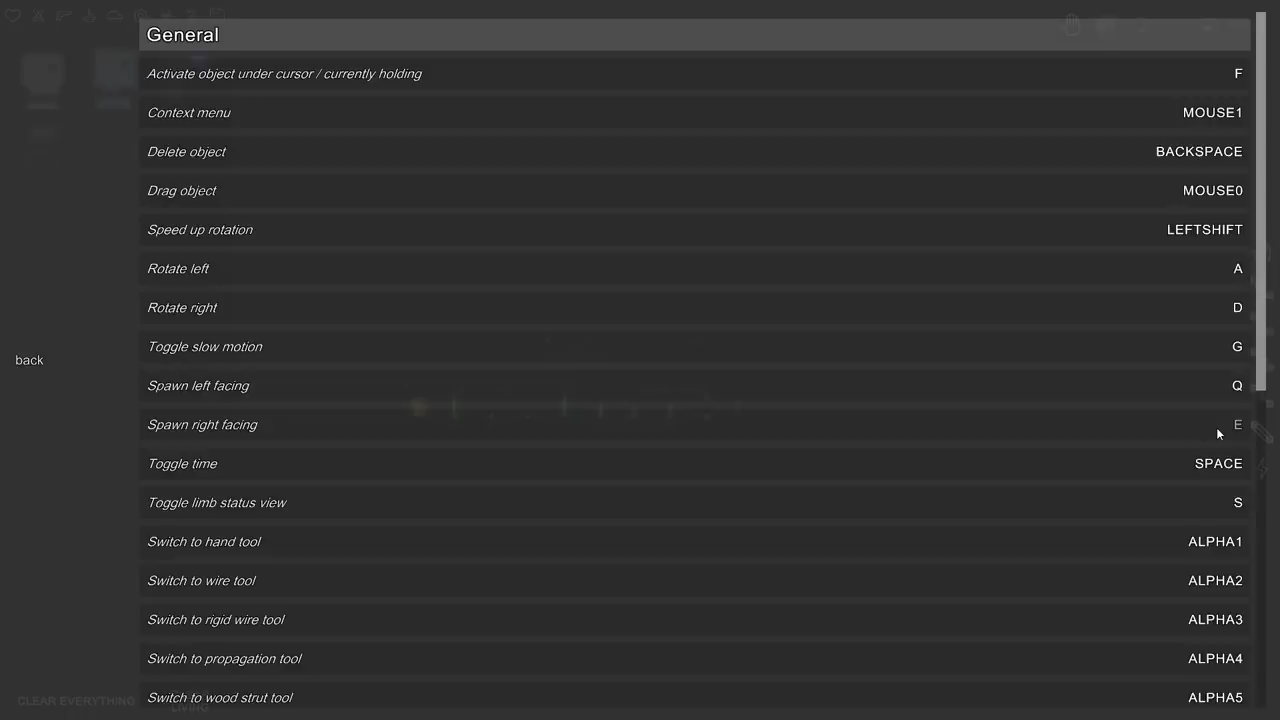 General
Activate object under cursor / currently holding F
Context menu MOUSE1
Delete object BACKSPACE
Drag object MOUSE0
Speed up rotation LEFTSHIFT
Rotate left A
Rotate right D
Toggle slow motion G
back
Spawn left facing Q
Spawn right facing E
Toggle time SPACE
Toggle limb status view S
Switch to hand tool ALPHA1
Switch to wire tool ALPHA2
Switch to rigid wire tool ALPHA3
Switch to propagation tool ALPHA4
Switch to wood strut tool ALPHA5
CLEAR EVERYTHING
LIVING